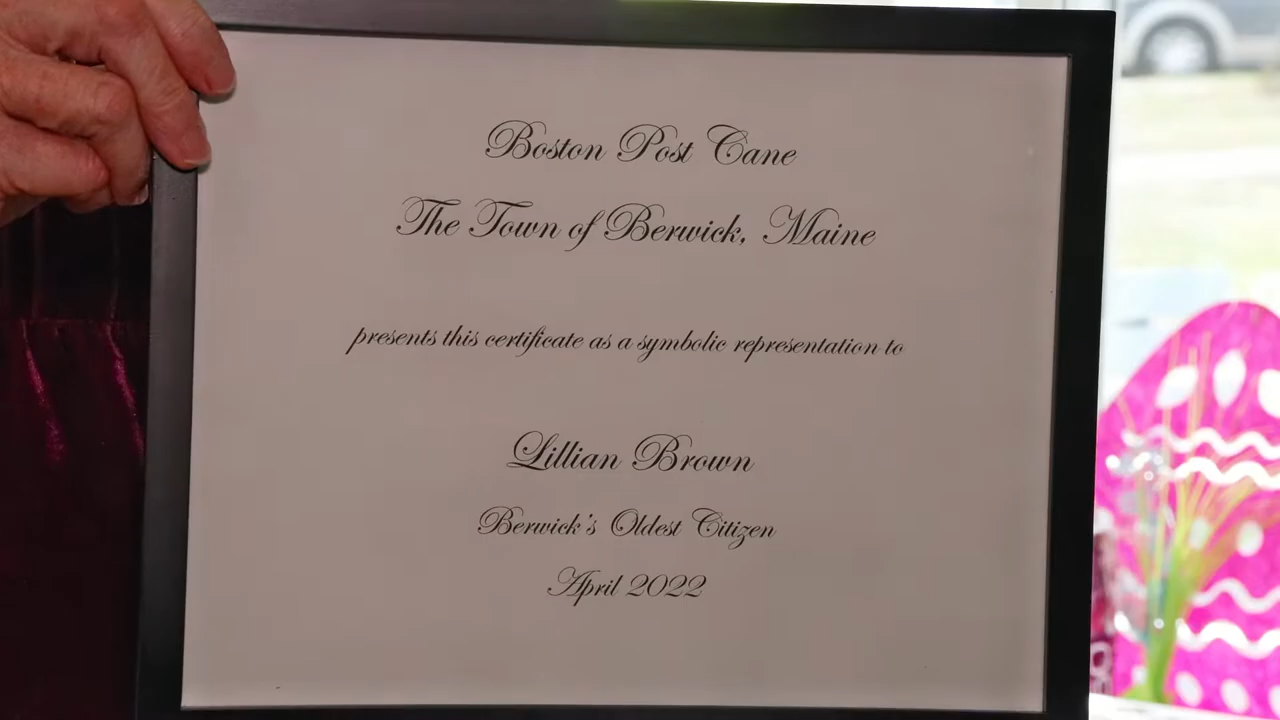 Boston Post Cane
The Town of Berwick, Maine
presents this certificate as a symbolic representation to
Lillian Brown
Berwick's Oldest Citizen
April 2022